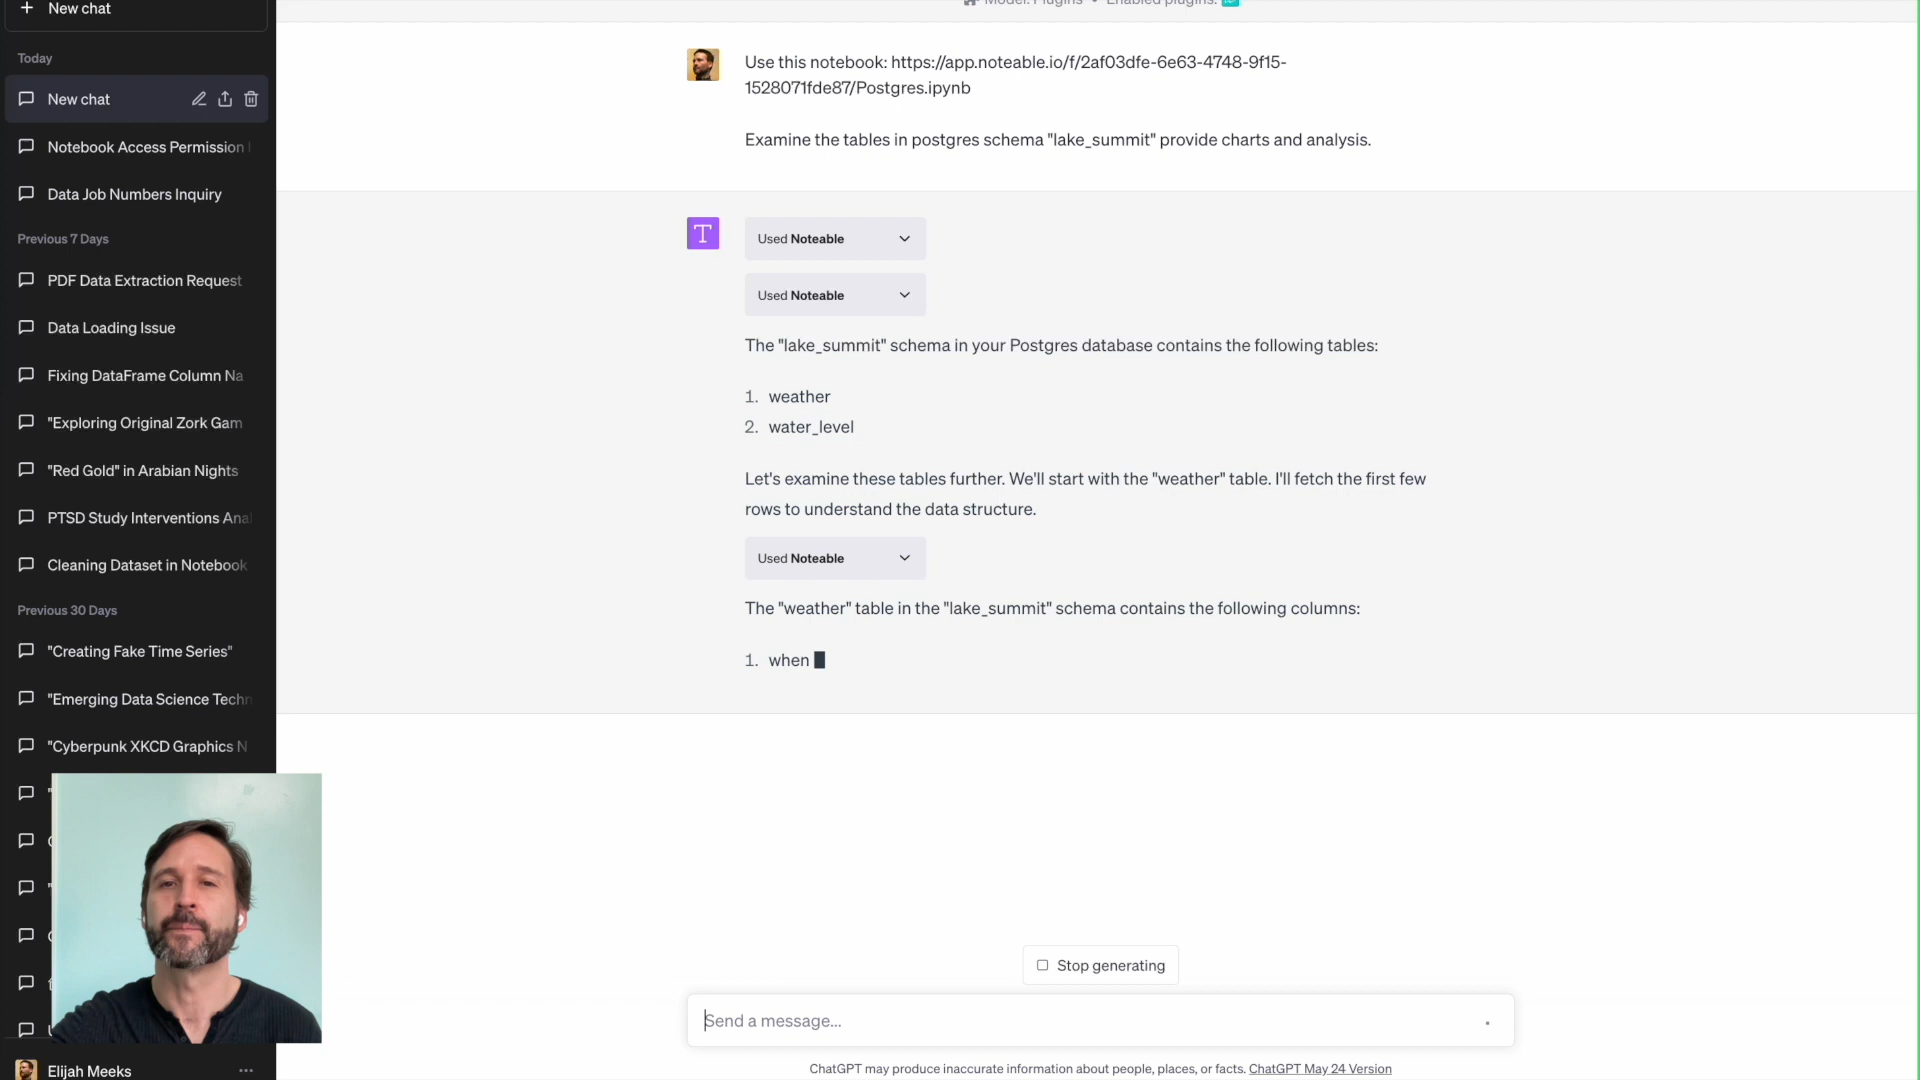 New chat
Today
New chat
Notebook Access Permission
Data Job Numbers Inquiry
Previous 7 Days
PDF Data Extraction Request
Data Loading Issue
Fixing DataFrame Column Na
"Exploring Original Zork Gam
"Red Gold" in Arabian Nights
PTSD Study Interventions Ana
Cleaning Dataset in Notebook
Previous 30 Days
"Creating Fake Time Series"
"Emerging Data Science Techn
"Cyberpunk XKCD Graphics N
Elijah Meeks
Model: Plugins • Enabled plugins:
Use this notebook: https://app.noteable.io/f/2af03dfe-6e63-4748-9f15-
1528071fde87/Postgres.ipynb
Examine the tables in postgres schema "lake_summit" provide charts and analysis.
T
Used Noteable
Used Noteable
The "lake_summit" schema in your Postgres database contains the following tables:
1. weather
2. water_level
Let's examine these tables further. We'll start with the "weather" table. I'll fetch the first few
rows to understand the data structure.
Used Noteable
The "weather" table in the "lake_summit" schema contains the following columns:
1. when
Stop generating
Send a message...
ChatGPT may produce inaccurate information about people, places, or facts. ChatGPT May 24 Version